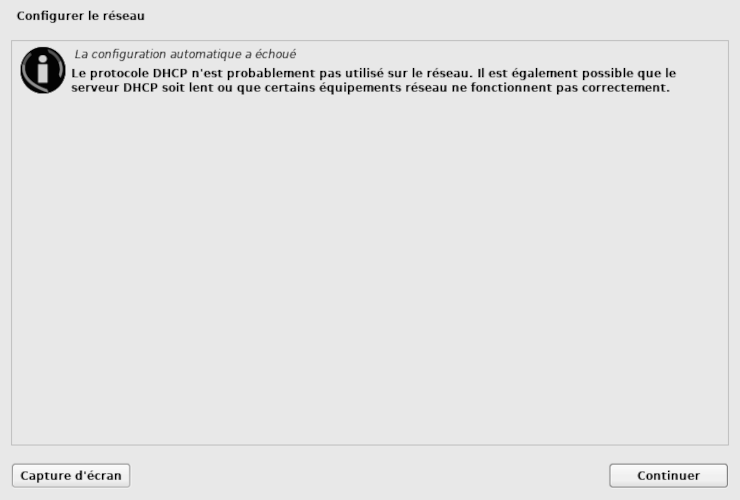 Configurer le réseau
La configuration automatique a échoué
Le protocole DHCP n'est probablement pas utilisé sur le réseau. Il est également possible que le
serveur DHCP soit lent ou que certains équipements réseau ne fonctionnent pas correctement.
Capture d'écran
Continuer